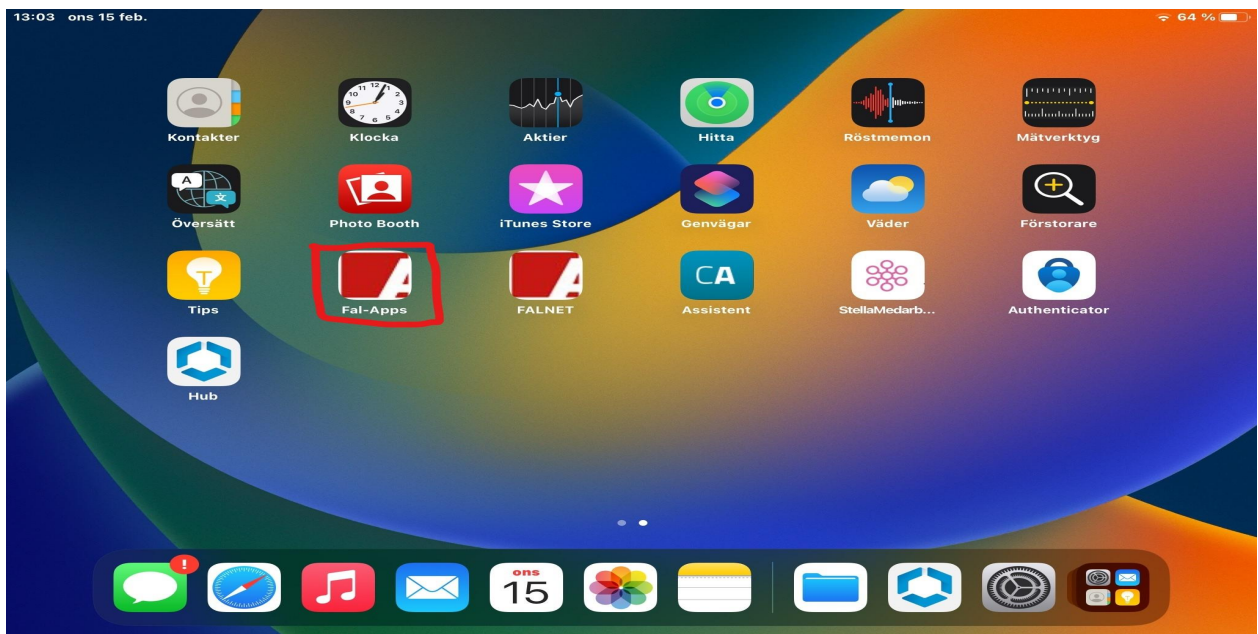 13:03 ons 15 feb.
64 %
Kontakter
Klocka
Aktier
Hitta
Röstmemon
Mätverktyg
Översätt
Photo Booth
iTunes Store
Genvägar
Väder
Förstorare
Tips
Fal-Apps
FALNET
CA
Assistent
StellaMedarb...
Authenticator
Hub
ons
15